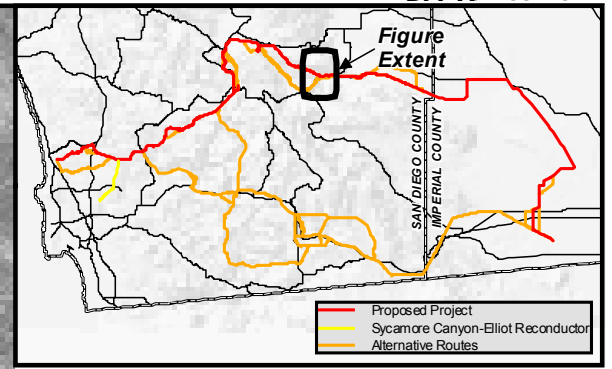 Figure
Extent
SAN DIEGO COUNTY
IMPERIAL COUNTY
Proposed Project
Sycamore Canyon-Elliot Reconductor
Alternative Routes